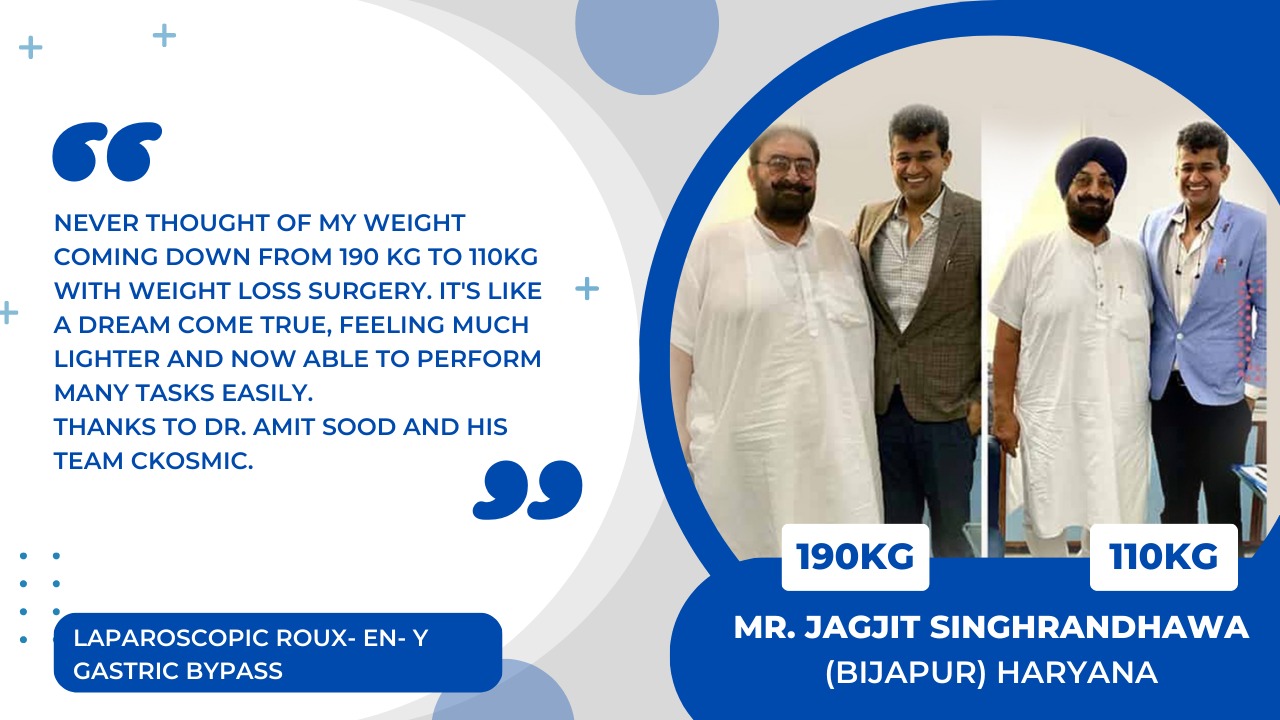 NEVER THOUGHT OF MY WEIGHT
COMING DOWN FROM 190 KG TO 110KG
WITH WEIGHT LOSS SURGERY. IT'S LIKE
A DREAM COME TRUE, FEELING MUCH
LIGHTER AND NOW ABLE TO PERFORM
MANY TASKS EASILY.
THANKS TO DR. AMIT SOOD AND HIS
TEAM CKOSMIC.
LAPAROSCOPIC ROUX- EN- Y
GASTRIC BYPASS
190KG
110KG
MR. JAGJIT SINGHRANDHAWA
(BIJAPUR) HARYANA